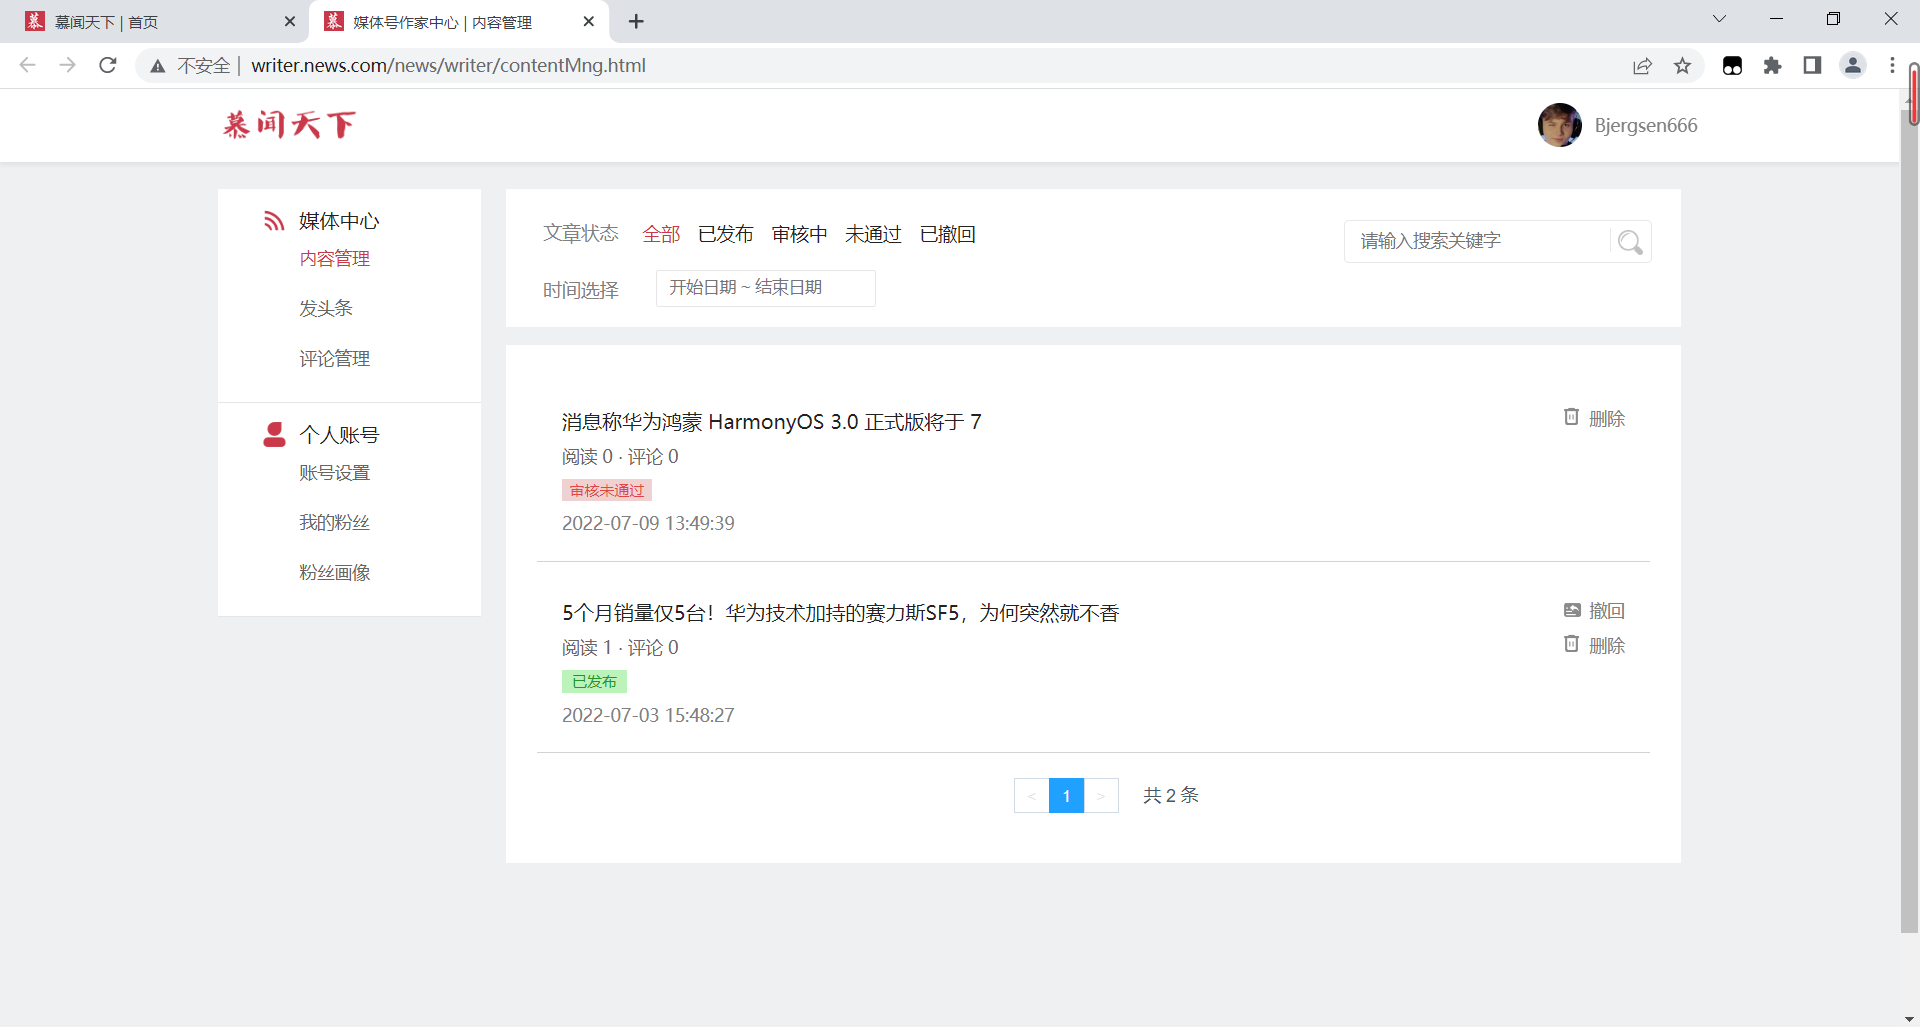 慕闻天下 | 首页
媒体号作家中心 | 内容管理
不安全 | writer.news.com/news/writer/contentMng.html
慕闻天下
Bjergsen666
媒体中心
内容管理
发头条
评论管理
个人账号
账号设置
我的粉丝
粉丝画像
文章状态 全部 已发布 审核中 未通过 已撤回
请输入搜索关键字
时间选择 开始日期 ~ 结束日期
消息称华为鸿蒙 HarmonyOS 3.0 正式版将于 7
删除
阅读 0 · 评论 0
审核未通过
2022-07-09 13:49:39
5个月销量仅5台！华为技术加持的赛力斯SF5，为何突然就不香
撤回
阅读 1 · 评论 0
删除
已发布
2022-07-03 15:48:27
< 1 > 共 2 条